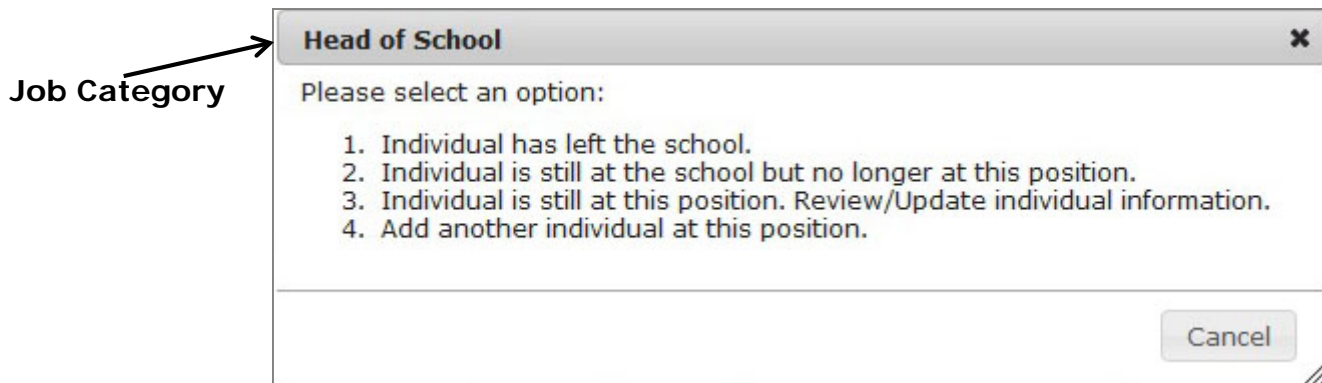 Head of School
Job Category
Please select an option:
1. Individual has left the school.
2. Individual is still at the school but no longer at this position.
3. Individual is still at this position. Review/Update individual information.
4. Add another individual at this position.
Cancel